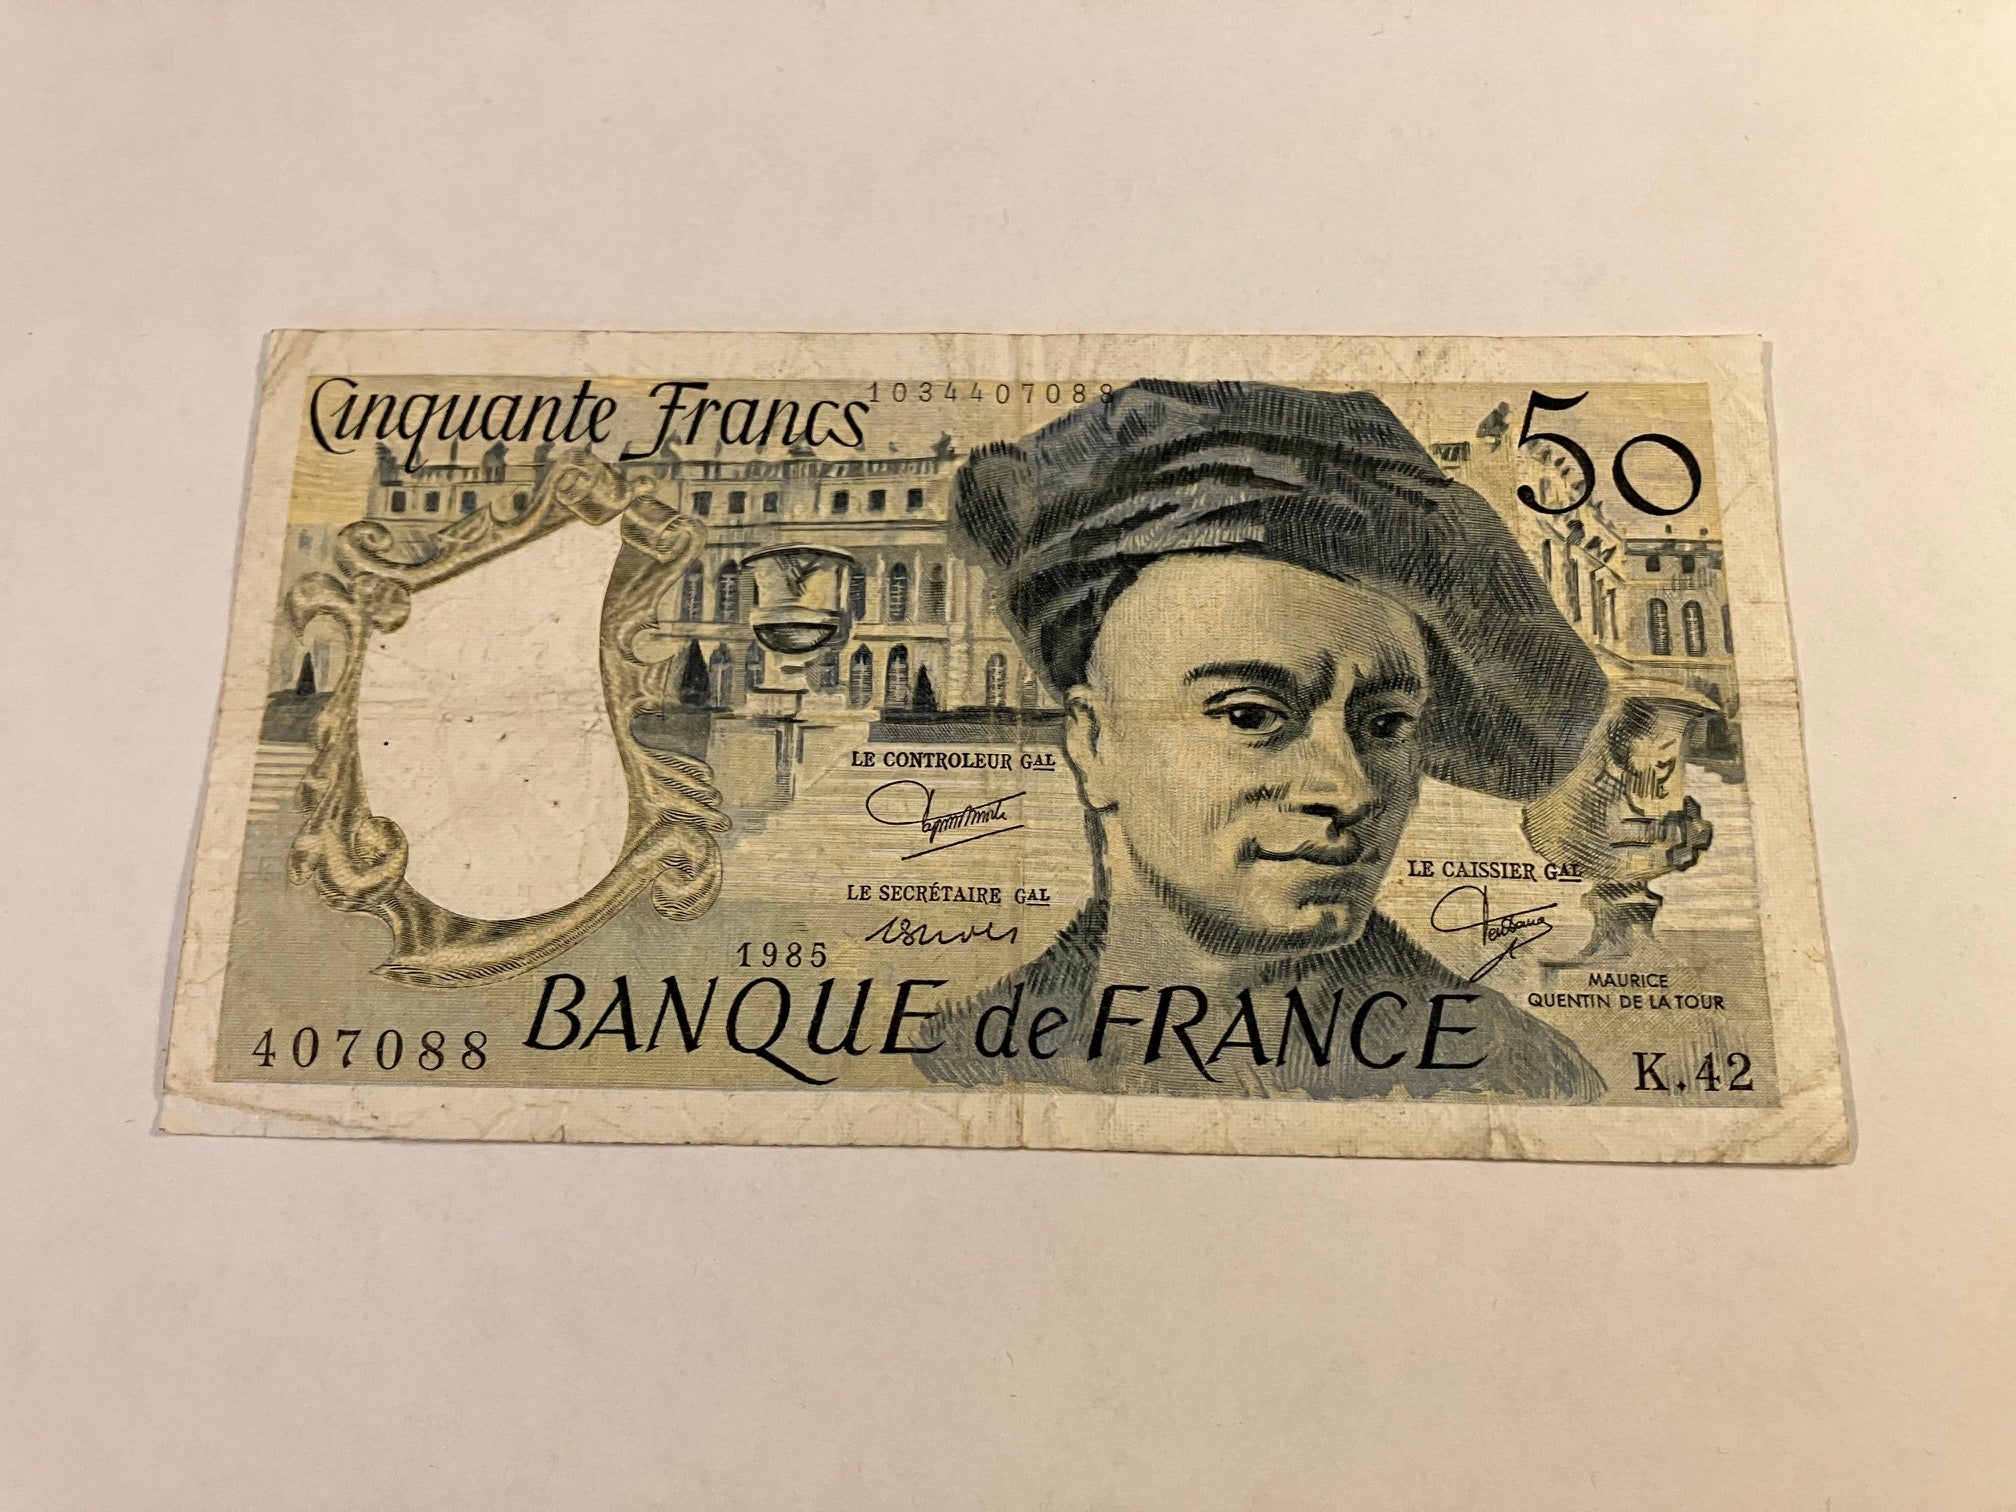 Cinquante Francs
1034407088
50
LE CONTROLEUR GAL
LE SECRÉTAIRE GAL
LE CAISSIER GAL
1985
MAURICE
QUENTIN DE LA TOUR
BANQUE de FRANCE
407088
K.42